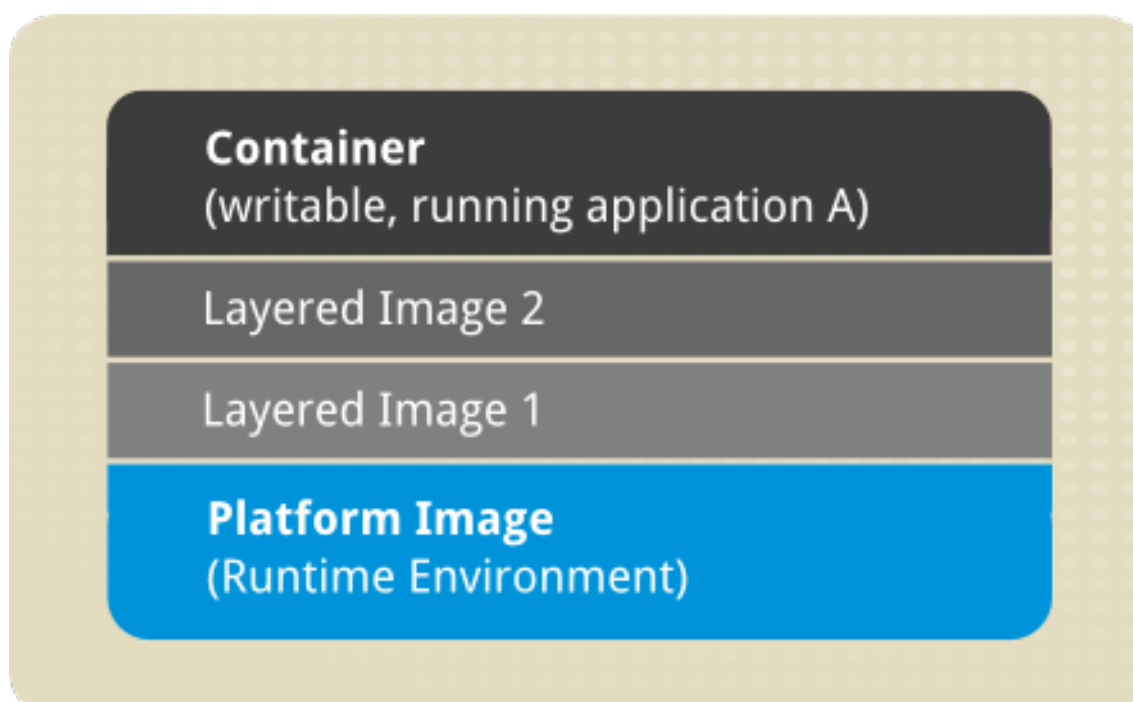 Container
(writable, running application A)
Layered Image 2
Layered Image 1
Platform Image
(Runtime Environment)